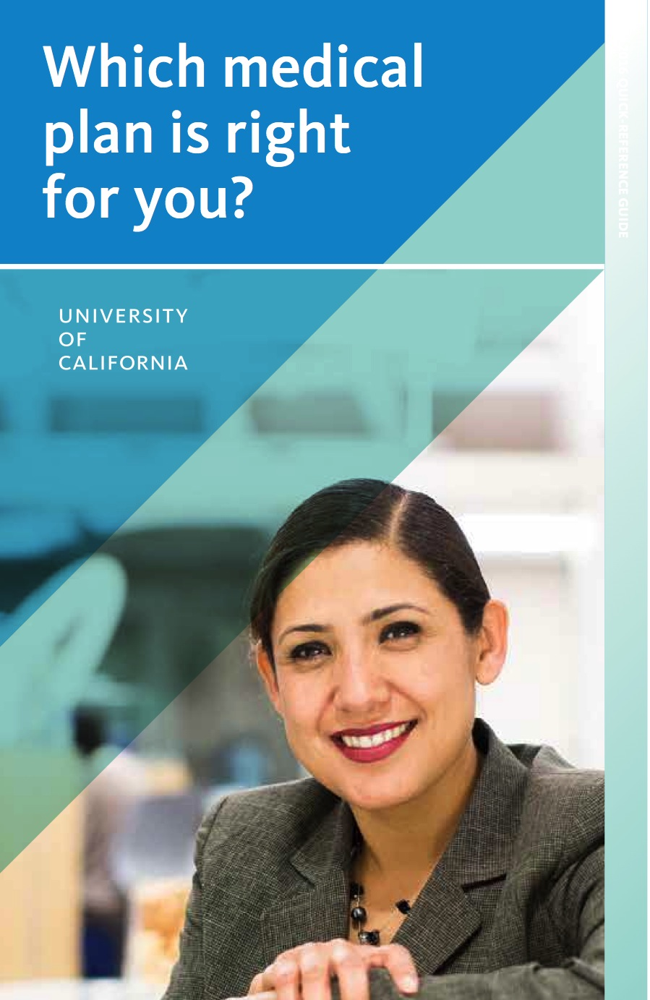 Which medical
plan is right
for you?
UNIVERSITY
OF
CALIFORNIA
QUICK-REFERENCE GUIDE